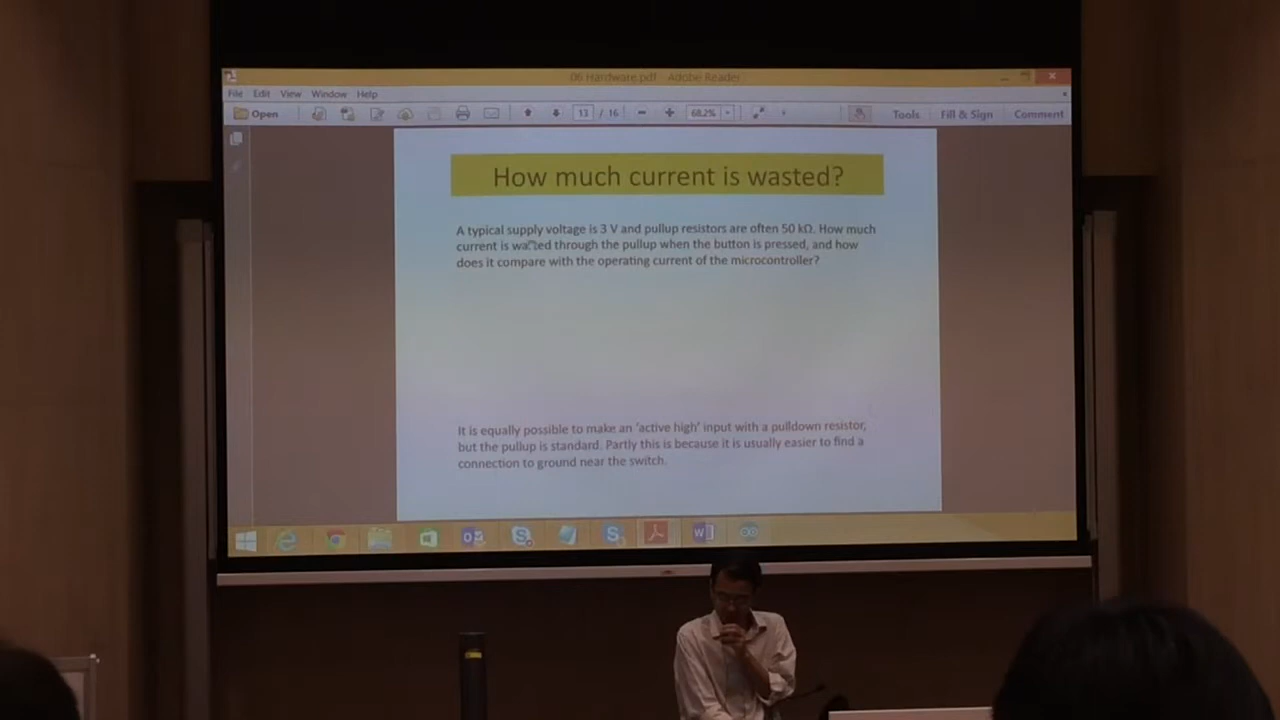 06 Hardware.pdf - Adobe Reader
File Edit View Window Help
Open 13 / 16 68.2% Tools Fill & Sign Comment
How much current is wasted?
A typical supply voltage is 3 V and pullup resistors are often 50 kΩ. How much
current is wasted through the pullup when the button is pressed, and how
does it compare with the operating current of the microcontroller?
It is equally possible to make an 'active high' input with a pulldown resistor,
but the pullup is standard. Partly this is because it is usually easier to find a
connection to ground near the switch.